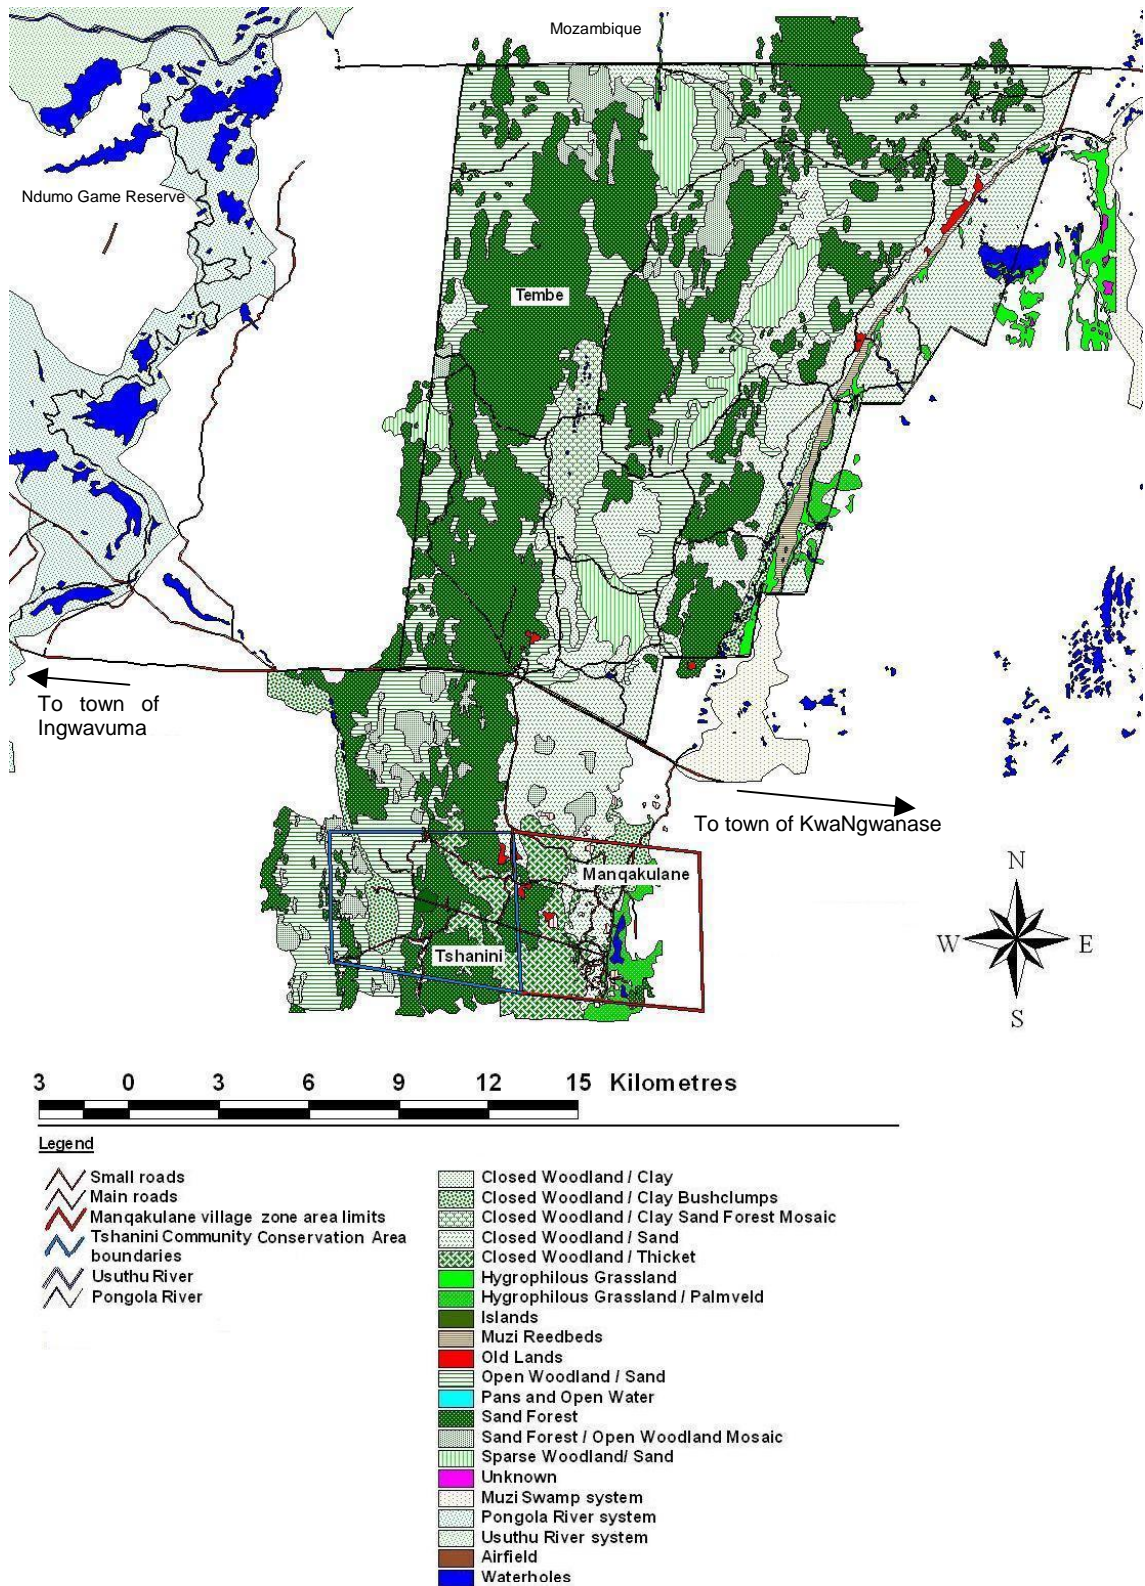 Mozambique
Ndumo Game Reserve
Tembe
To town of
Ingwavuma
To town of KwaNgwanase
Manqakulane
Tshanini
N
W E
S
3 0 3 6 9 12 15 Kilometres
Legend
Small roads
Main roads
Manqakulane village zone area limits
Tshanini Community Conservation Area
boundaries
Usuthu River
Pongola River
Closed Woodland / Clay
Closed Woodland / Clay Bushclumps
Closed Woodland / Clay Sand Forest Mosaic
Closed Woodland / Sand
Closed Woodland / Thicket
Hygrophilous Grassland
Hygrophilous Grassland / Palmveld
Islands
Muzi Reedbeds
Old Lands
Open Woodland / Sand
Pans and Open Water
Sand Forest
Sand Forest / Open Woodland Mosaic
Sparse Woodland/ Sand
Unknown
Muzi Swamp system
Pongola River system
Usuthu River system
Airfield
Waterholes